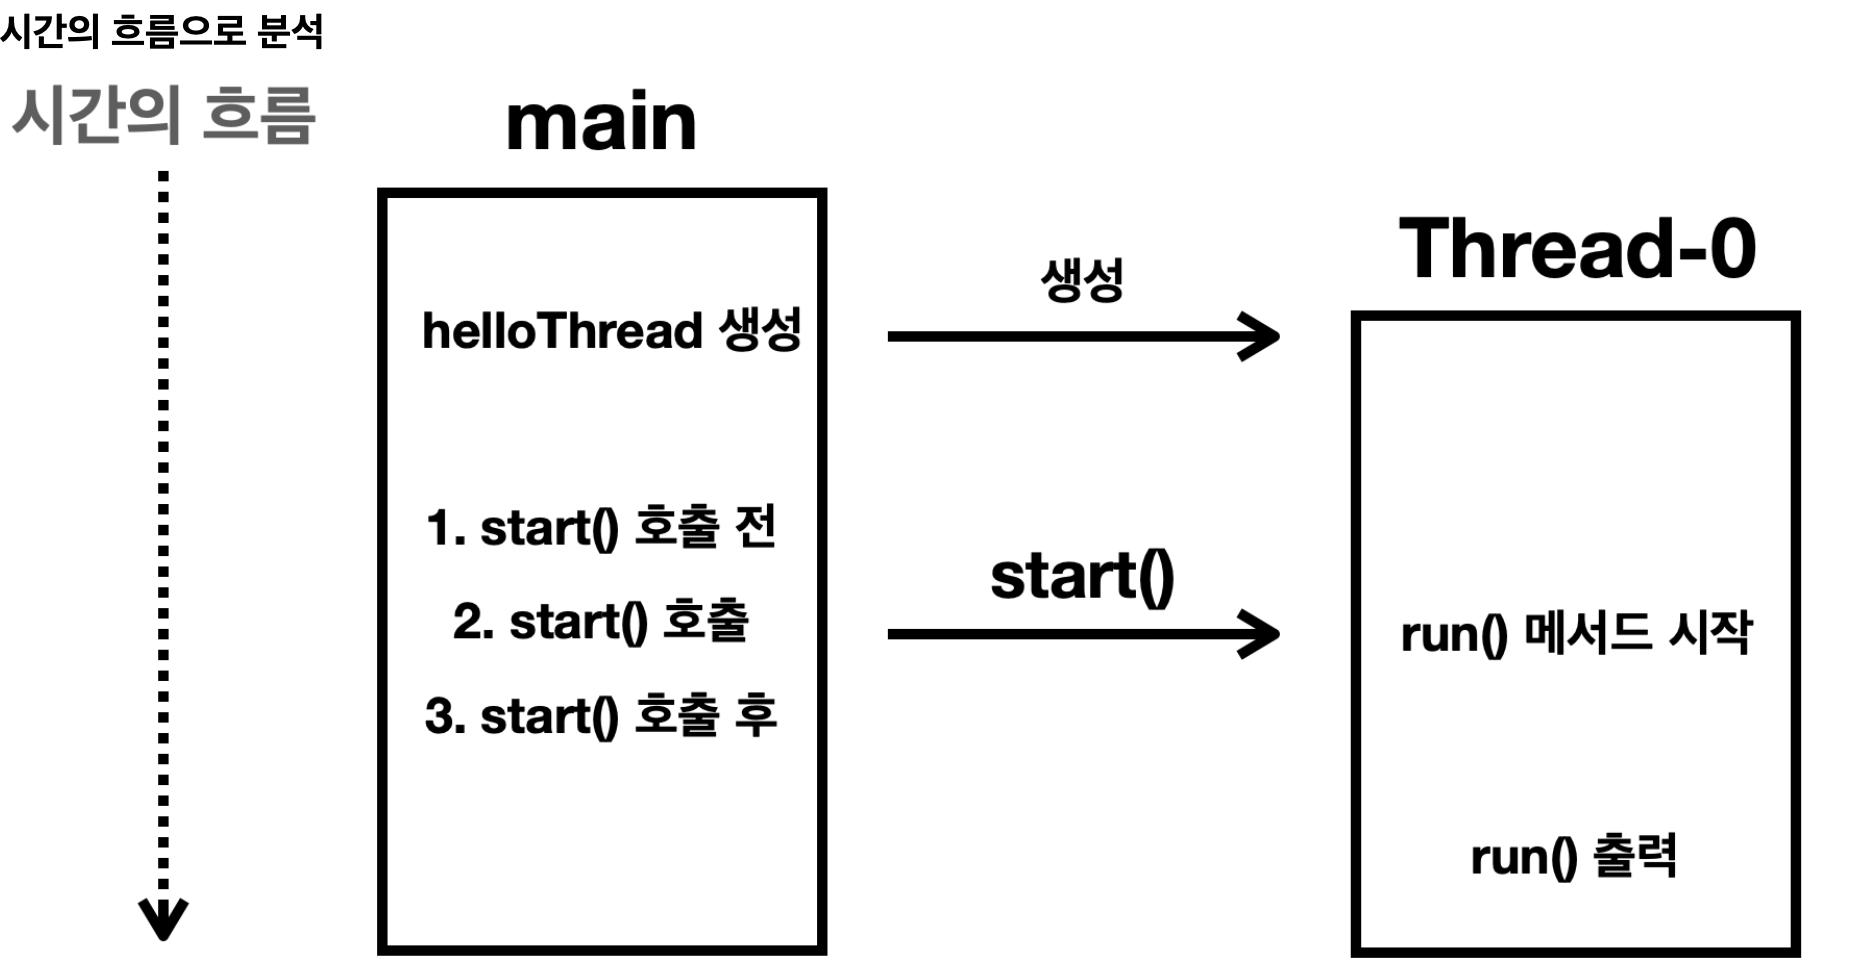 시간의 흐름으로 분석
시간의 흐름
main
helloThread 생성
1. start() 호출 전
2. start() 호출
3. start() 호출 후
생성
start()
Thread-0
run() 메서드 시작
run() 출력